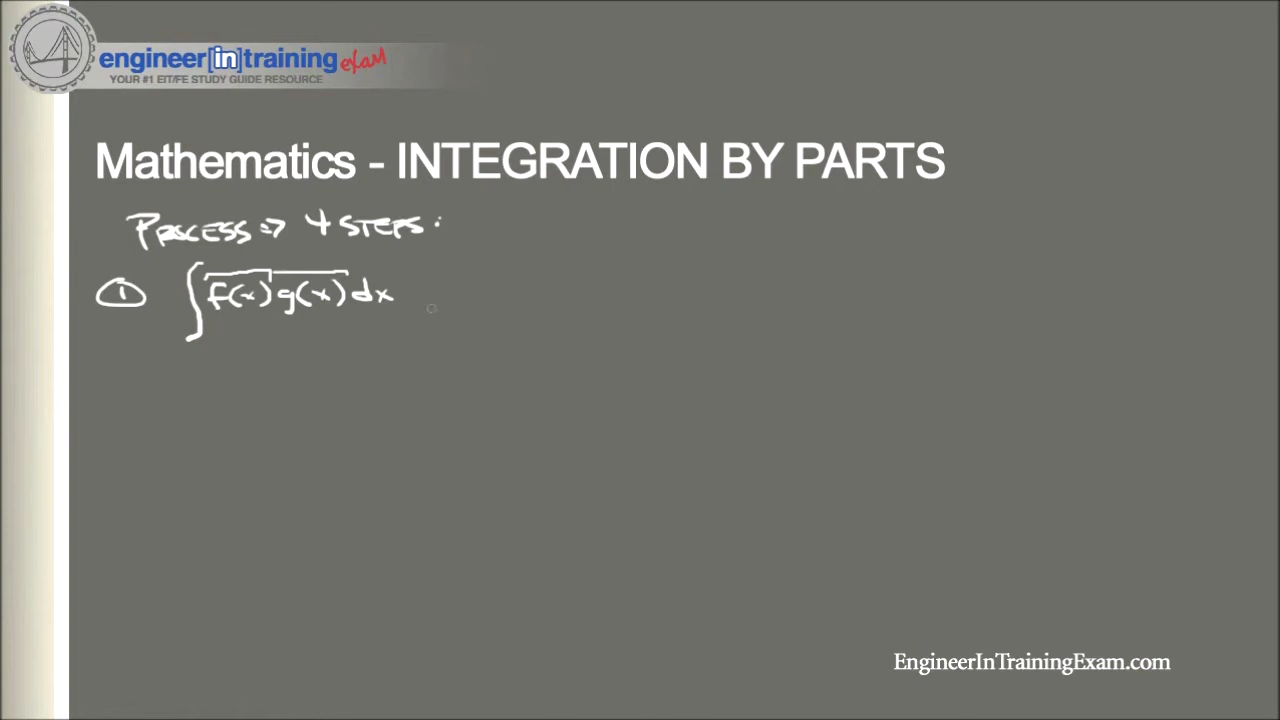 engineer[in]training exam
YOUR #1 EIT/FE STUDY GUIDE RESOURCE
Mathematics - INTEGRATION BY PARTS
PROCESS => 4 STEPS:
① ∫ f(x) g(x) dx
EngineerInTrainingExam.com